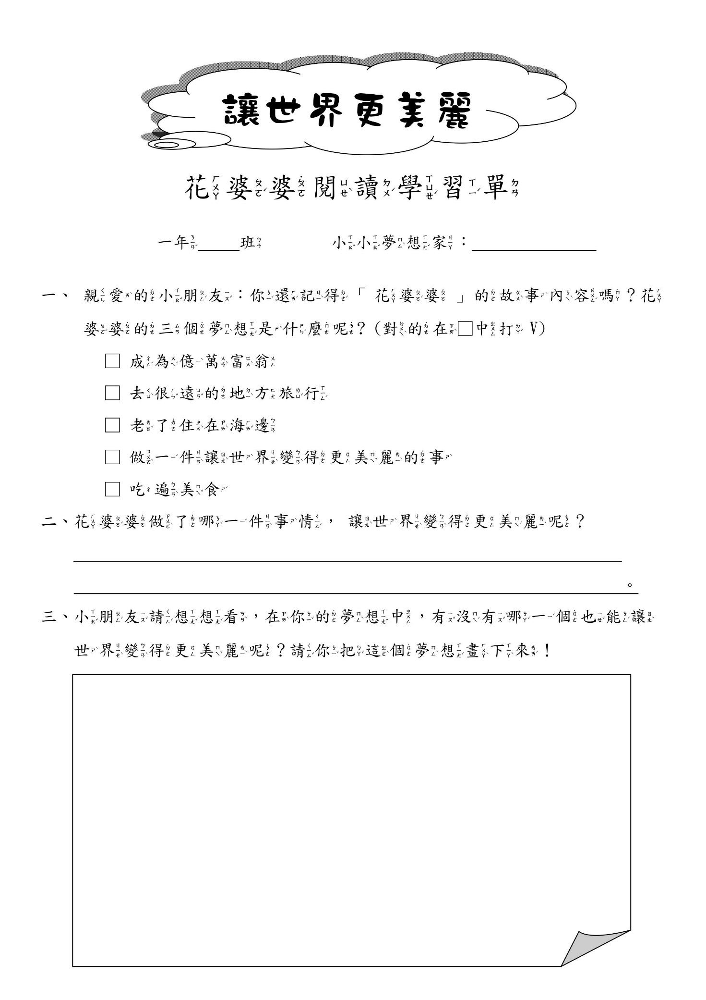 讓世界更美麗
花婆婆閱讀學習單
一年____班 小小夢想家：____________
一、 親愛的小朋友：你還記得「 花婆婆 」的故事內容嗎？花
婆婆的三個夢想是什麼呢？（對的在□中打 V）
□ 成為億萬富翁
□ 去很遠的地方旅行
□ 老了住在海邊
□ 做一件讓世界變得更美麗的事
□ 吃遍美食
二、花婆婆做了哪一件事情， 讓世界變得更美麗呢？
。
三、小朋友請想想看，在你的夢想中，有沒有哪一個也能讓
世界變得更美麗呢？請你把這個夢想畫下來！